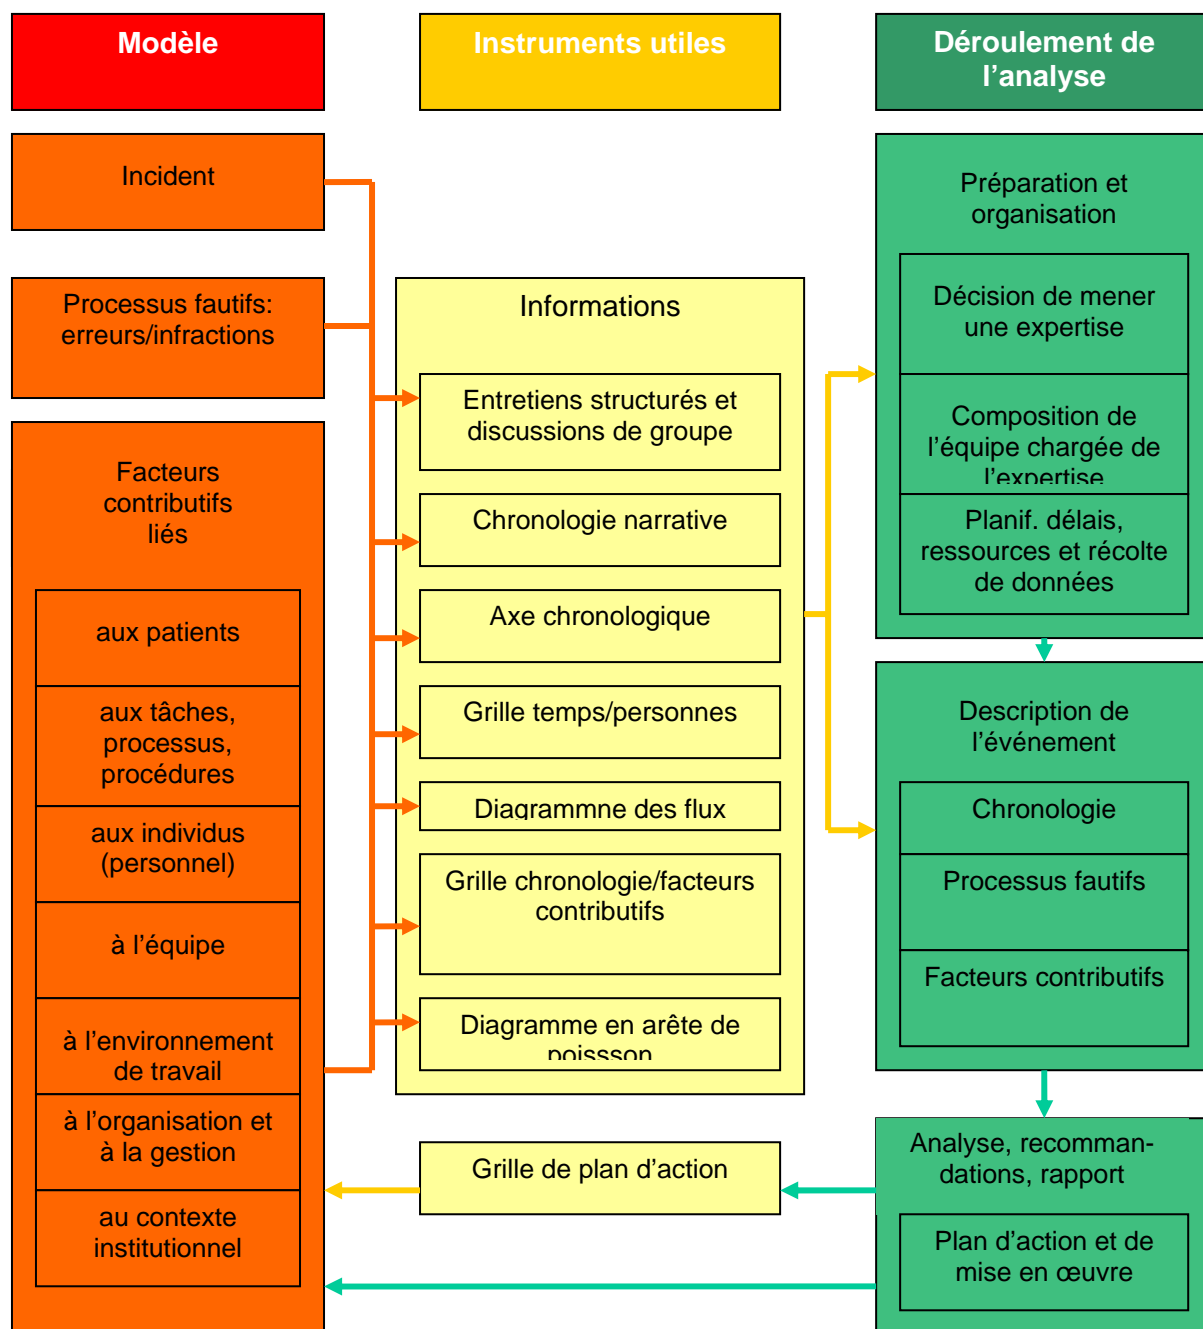 Modèle
Incident
Processus fautifs:
erreurs/infractions
Facteurs
contributifs
liés
aux patients
aux tâches,
processus,
procédures
aux individus
(personnel)
à l’équipe
à l’environnement
de travail
à l’organisation et
à la gestion
au contexte
institutionnel
Instruments utiles
Informations
Entretiens structurés et
discussions de groupe
Chronologie narrative
Axe chronologique
Grille temps/personnes
Diagrammne des flux
Grille chronologie/facteurs
contributifs
Diagramme en arête de
poissson
Grille de plan d’action
Déroulement de
l’analyse
Préparation et
organisation
Décision de mener
une expertise
Composition de
l’équipe chargée de
l’expertise
Planif. délais,
ressources et récolte
de données
Description de
l’événement
Chronologie
Processus fautifs
Facteurs contributifs
Analyse, recomman-
dations, rapport
Plan d’action et de
mise en œuvre